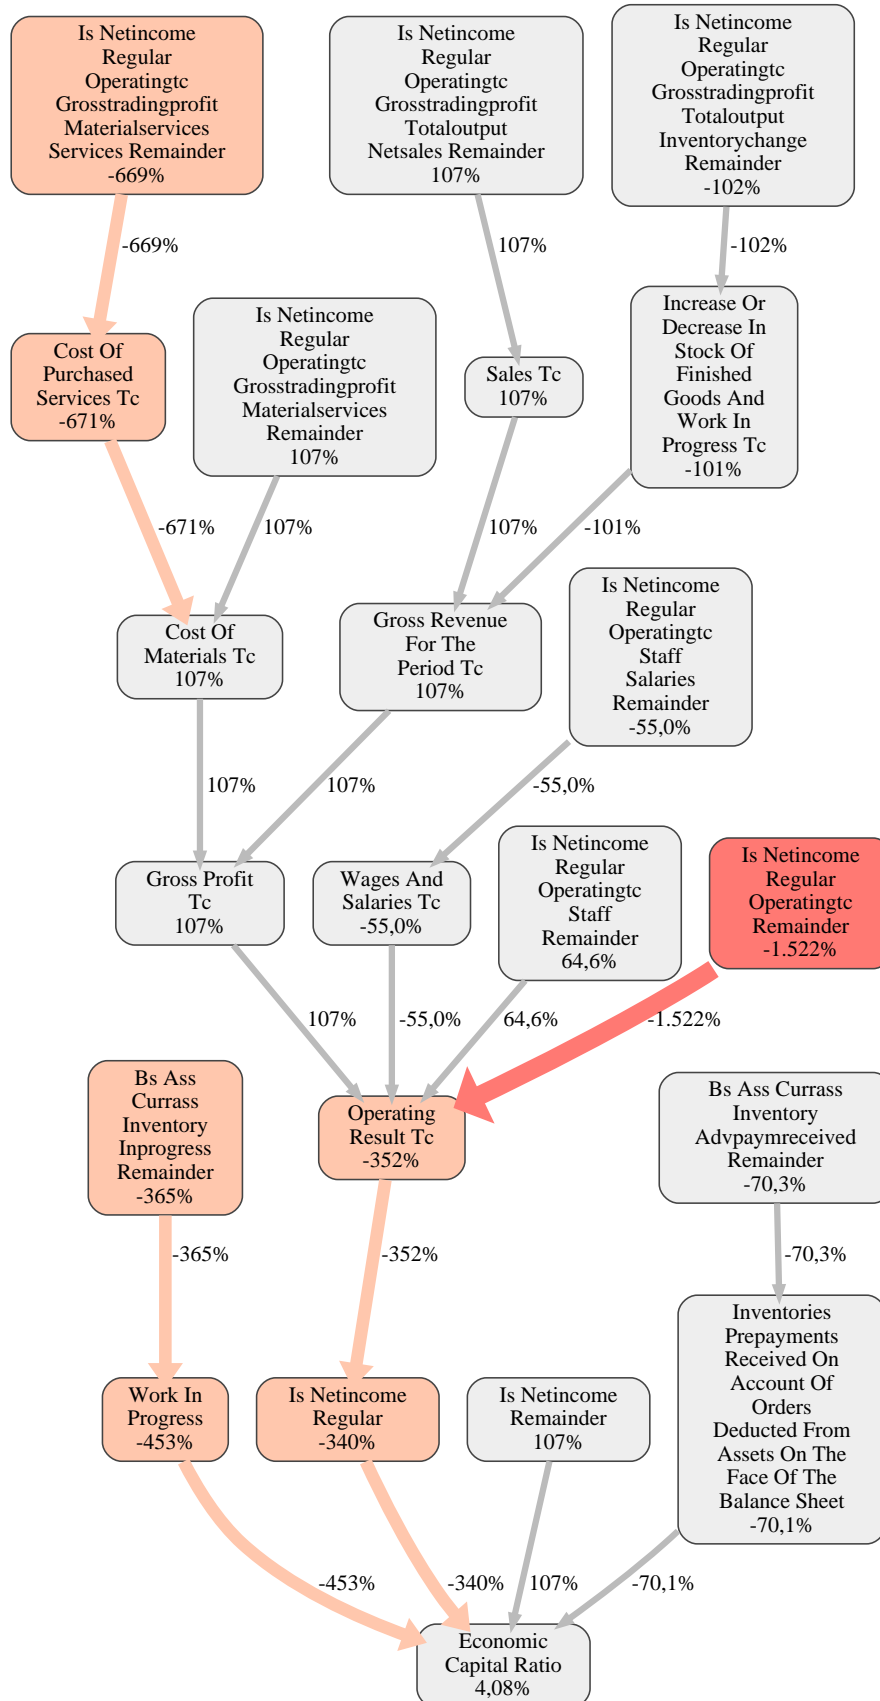 Is Netincome
Regular
Operatingtc
Grosstradingprofit
Materialservices
Services Remainder
-669%
Is Netincome
Regular
Operatingtc
Grosstradingprofit
Totaloutput
Netsales Remainder
107%
Is Netincome
Regular
Operatingtc
Grosstradingprofit
Totaloutput
Inventorychange
Remainder
-102%
-669%
107%
-102%
Cost Of
Purchased
Services Tc
-671%
Is Netincome
Regular
Operatingtc
Grosstradingprofit
Materialservices
Remainder
107%
Sales Tc
107%
Increase Or
Decrease In
Stock Of
Finished
Goods And
Work In
Progress Tc
-101%
-671%
107%
107%
-101%
Cost Of
Materials Tc
107%
Gross Revenue
For The
Period Tc
107%
Is Netincome
Regular
Operatingtc
Staff
Salaries
Remainder
-55,0%
107%
107%
-55,0%
Gross Profit
Tc
107%
Wages And
Salaries Tc
-55,0%
Is Netincome
Regular
Operatingtc
Staff
Remainder
64,6%
Is Netincome
Regular
Operatingtc
Remainder
-1.522%
107%
-55,0%
64,6%
-1.522%
Bs Ass
Currass
Inventory
Inprogress
Remainder
-365%
Operating
Result Tc
-352%
Bs Ass Currass
Inventory
Advpaymreceived
Remainder
-70,3%
-365%
-352%
-70,3%
Work In
Progress
-453%
Is Netincome
Regular
-340%
Is Netincome
Remainder
107%
Inventories
Prepayments
Received On
Account Of
Orders
Deducted From
Assets On The
Face Of The
Balance Sheet
-70,1%
-453%
-340%
107%
-70,1%
Economic
Capital Ratio
4,08%